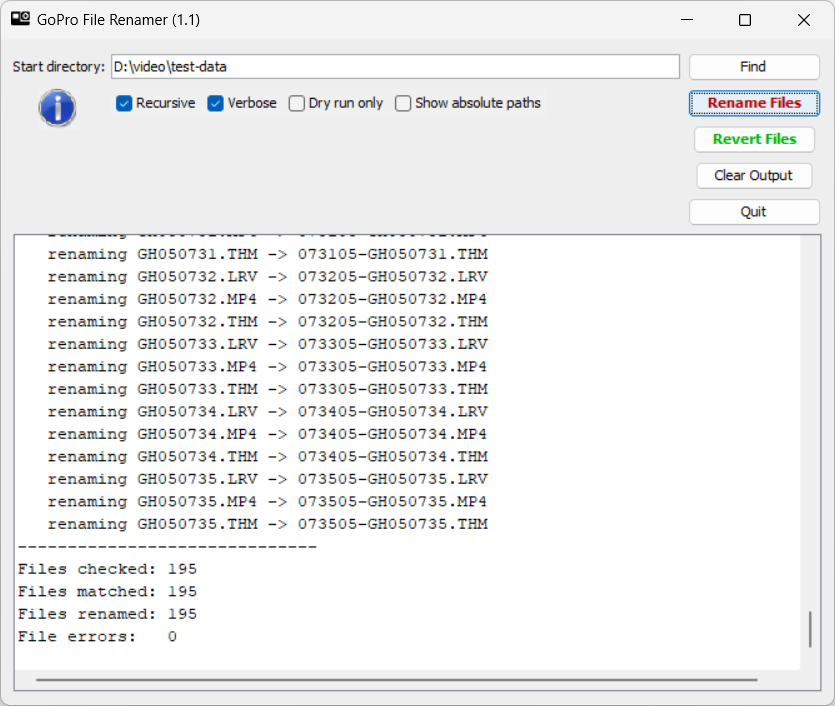 GoPro File Renamer (1.1)
Start directory: D:\video\test-data Find
Recursive Verbose Dry run only Show absolute paths Rename Files
Revert Files
Clear Output
Quit
renaming GH050731.THM -> 073105-GH050731.THM
renaming GH050732.LRV -> 073205-GH050732.LRV
renaming GH050732.MP4 -> 073205-GH050732.MP4
renaming GH050732.THM -> 073205-GH050732.THM
renaming GH050733.LRV -> 073305-GH050733.LRV
renaming GH050733.MP4 -> 073305-GH050733.MP4
renaming GH050733.THM -> 073305-GH050733.THM
renaming GH050734.LRV -> 073405-GH050734.LRV
renaming GH050734.MP4 -> 073405-GH050734.MP4
renaming GH050734.THM -> 073405-GH050734.THM
renaming GH050735.LRV -> 073505-GH050735.LRV
renaming GH050735.MP4 -> 073505-GH050735.MP4
renaming GH050735.THM -> 073505-GH050735.THM
------------------------------
Files checked: 195
Files matched: 195
Files renamed: 195
File errors: 0